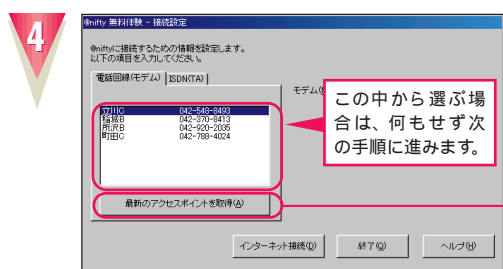 4
@nifty 無料体験 - 接続設定
@niftyに接続するための情報を設定します。
以下の項目を入力してください。
電話回線(モデム) ISDN(TA)
モデム
立川C 042-548-8493
稲城B 042-370-8413
所沢B 042-920-2035
町田C 042-788-4024
この中から選ぶ場
合は、何もせず次
の手順に進みます。
最新のアクセスポイントを取得(A)
インターネット接続(D) 終了(Q) ヘルプ(H)